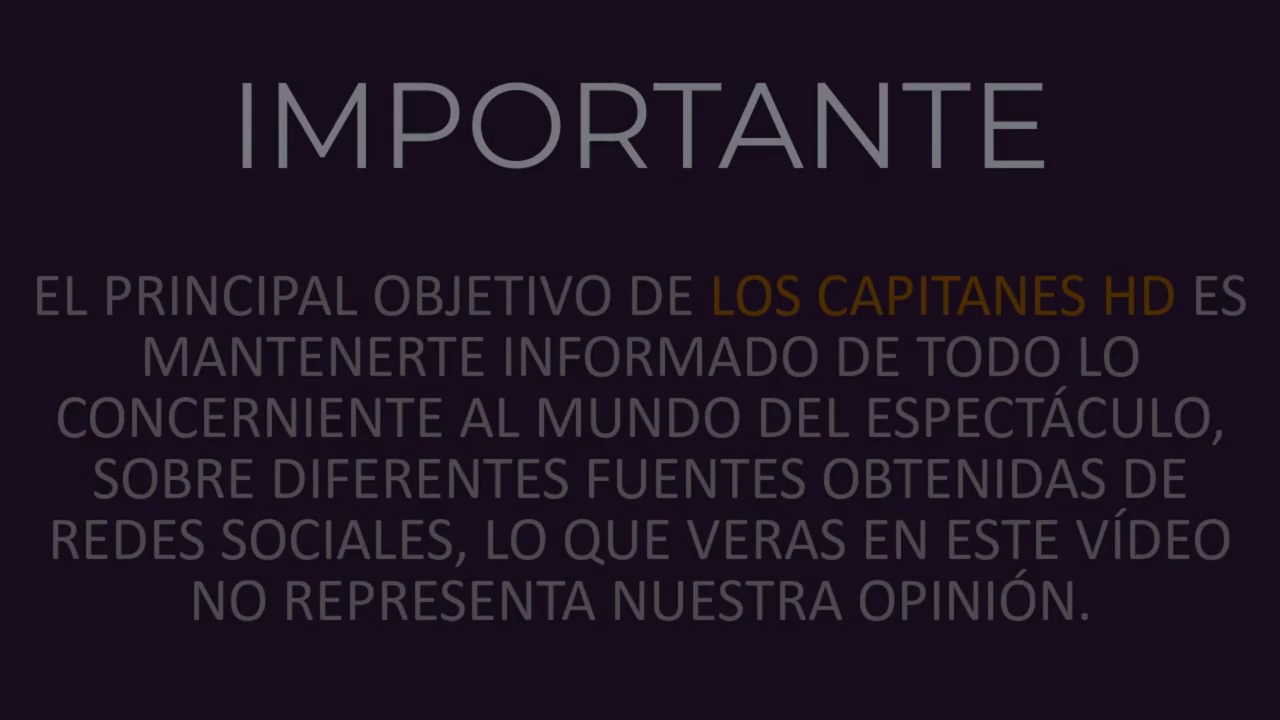 IMPORTANTE
EL PRINCIPAL OBJETIVO DE LOS CAPITANES HD ES
MANTENERTE INFORMADO DE TODO LO
CONCERNIENTE AL MUNDO DEL ESPECTÁCULO,
SOBRE DIFERENTES FUENTES OBTENIDAS DE
REDES SOCIALES, LO QUE VERAS EN ESTE VÍDEO
NO REPRESENTA NUESTRA OPINIÓN.